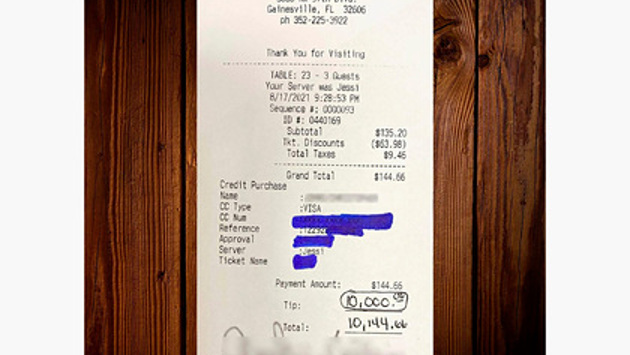 Gainesville, FL 32606
ph 352-225-3922
Thank You for Visiting
TABLE: 23 - 3 Guests
Your Server was Jessi
8/17/2021 9:28:53 PM
Sequence #: 0000093
ID #: 0440169
Subtotal $135.20
Tkt. Discounts ($63.98)
Total Taxes $9.46
Grand Total $144.66
Credit Purchase
Name :
CC Type :VISA
CC Num
Reference
Approval
Server :Jessi
Ticket Name
Payment Amount: $144.66
Tip: 10,000.00
Total: 10,144.66